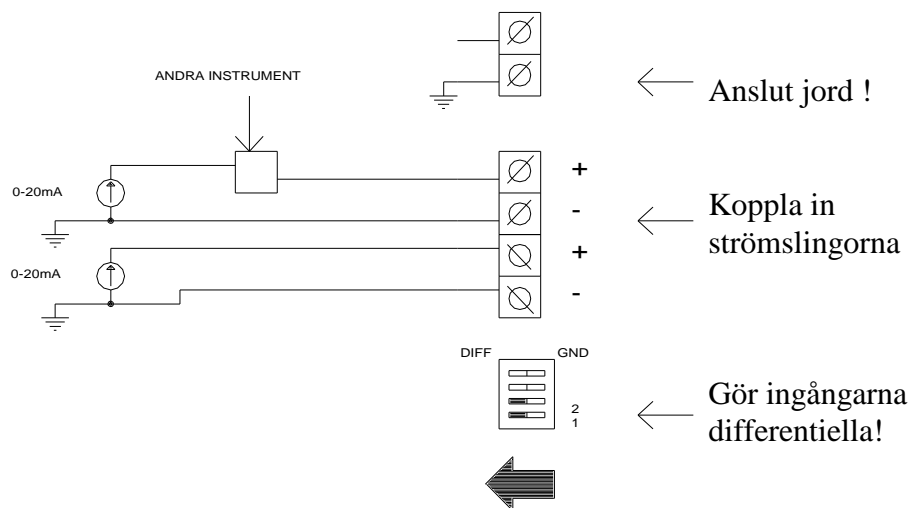 ANDRA INSTRUMENT
Anslut jord !
0-20mA
+
-
+
-
Koppla in
strömslingorna
0-20mA
DIFF
GND
2
1
Gör ingångarna
differentiella!